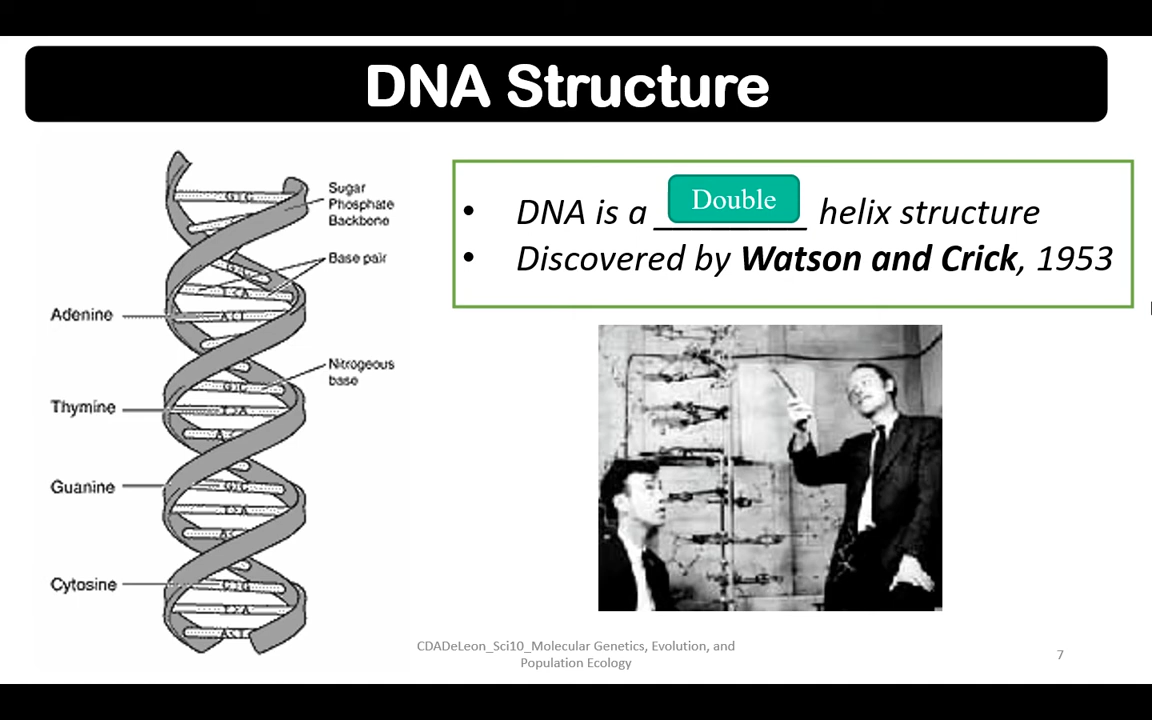 DNA Structure
• DNA is a Double helix structure
• Discovered by Watson and Crick, 1953
Sugar
Phosphate
Backbone
Base pair
Adenine
Nitrogeous
base
Thymine
Guanine
Cytosine
G C
T A
A T
G C
T A
G C
T A
C G
T A
A T
CDADeLeon_Sci10_Molecular Genetics, Evolution, and
Population Ecology
7